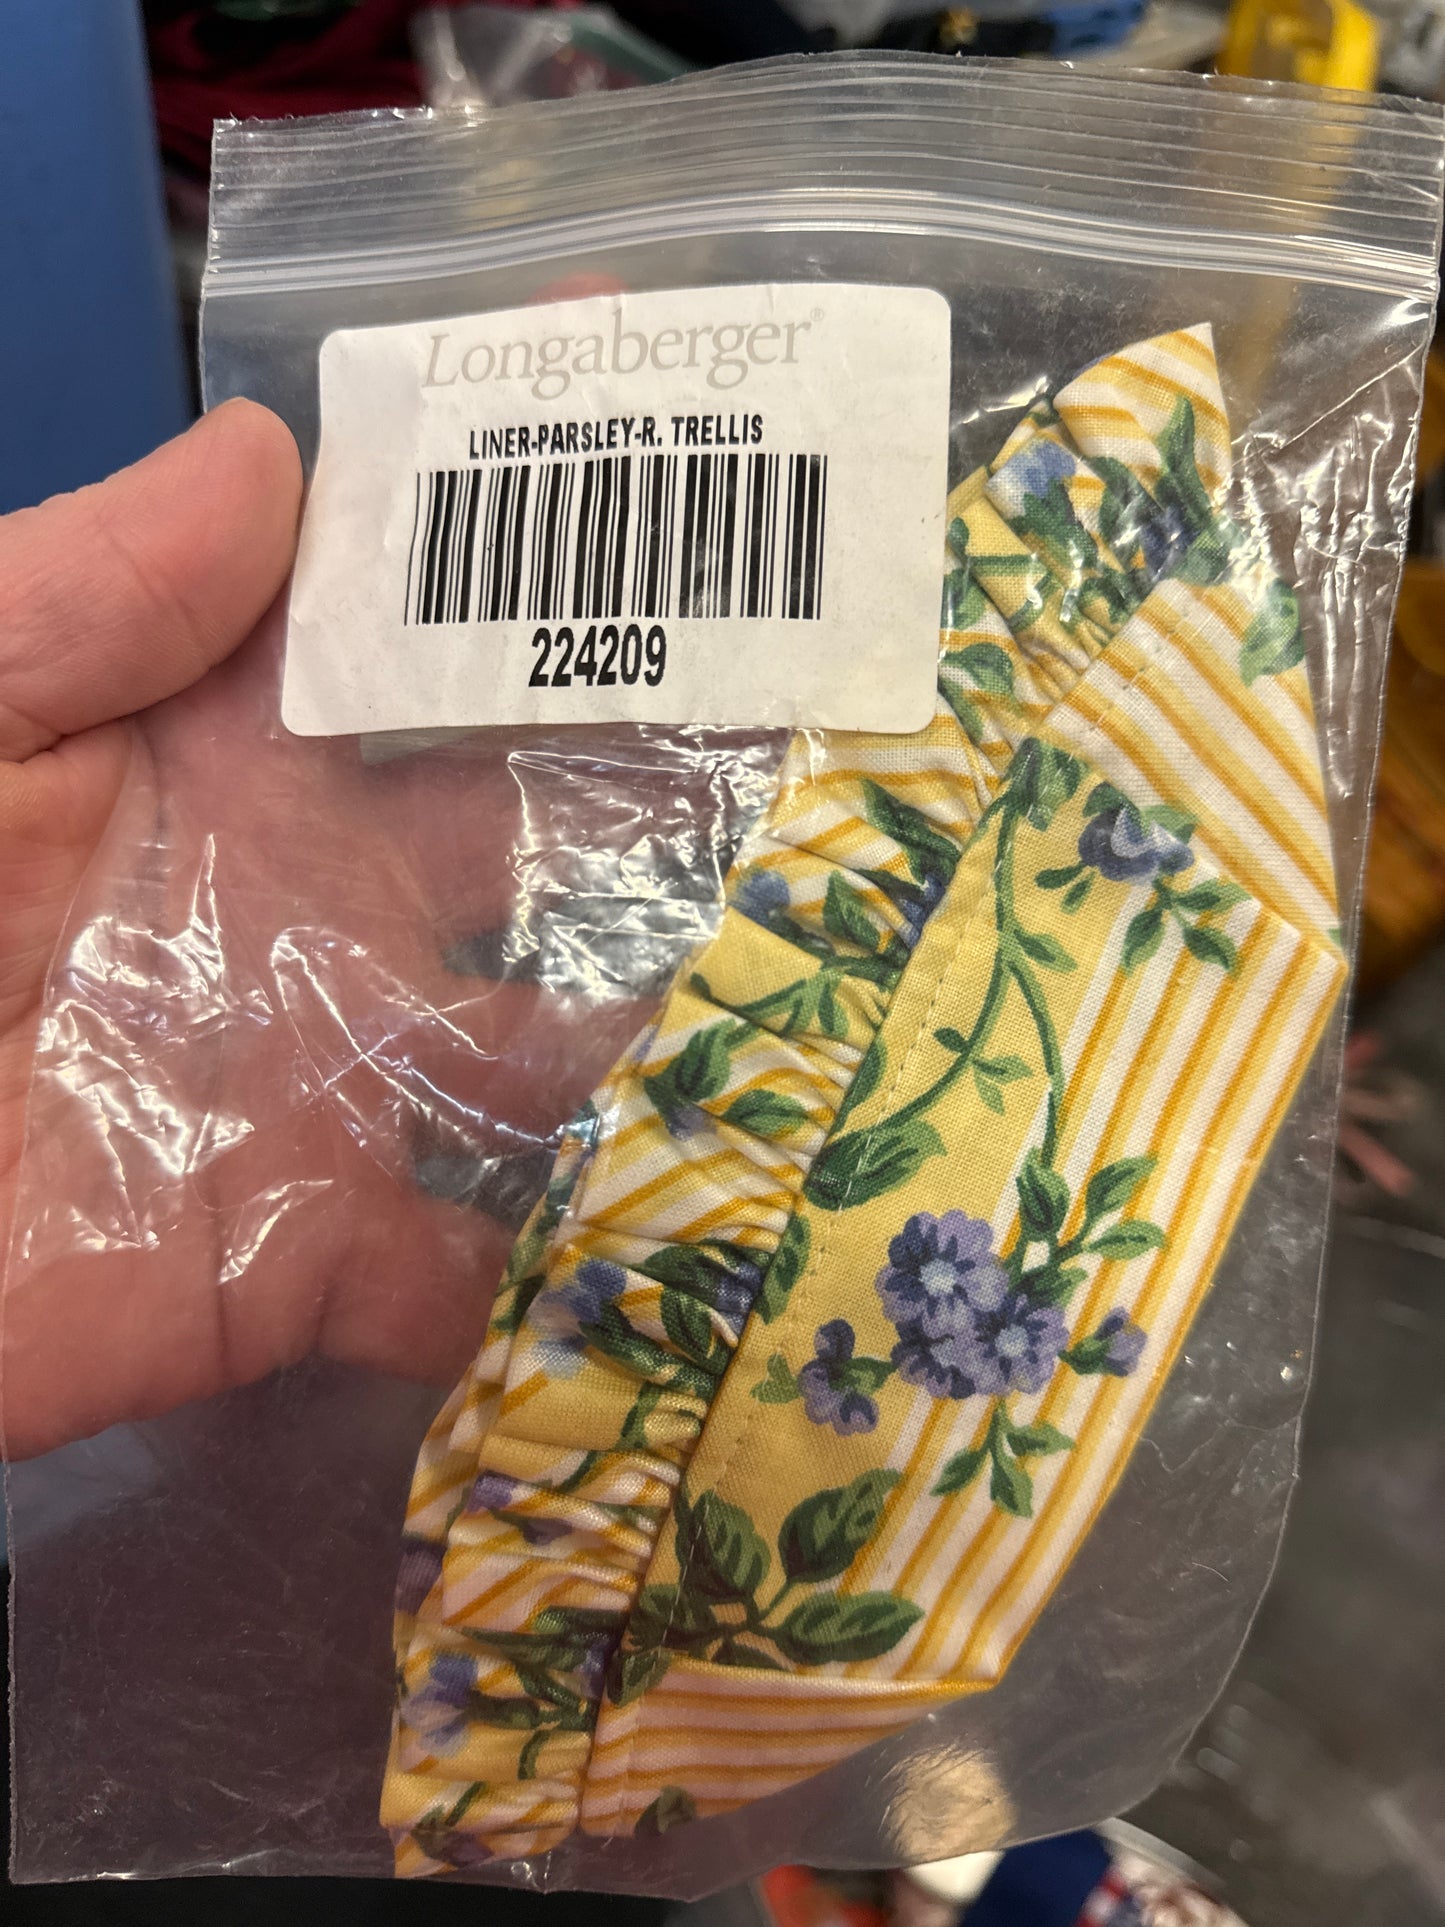 Longaberger®
LINER-PARSLEY-R. TRELLIS
224209